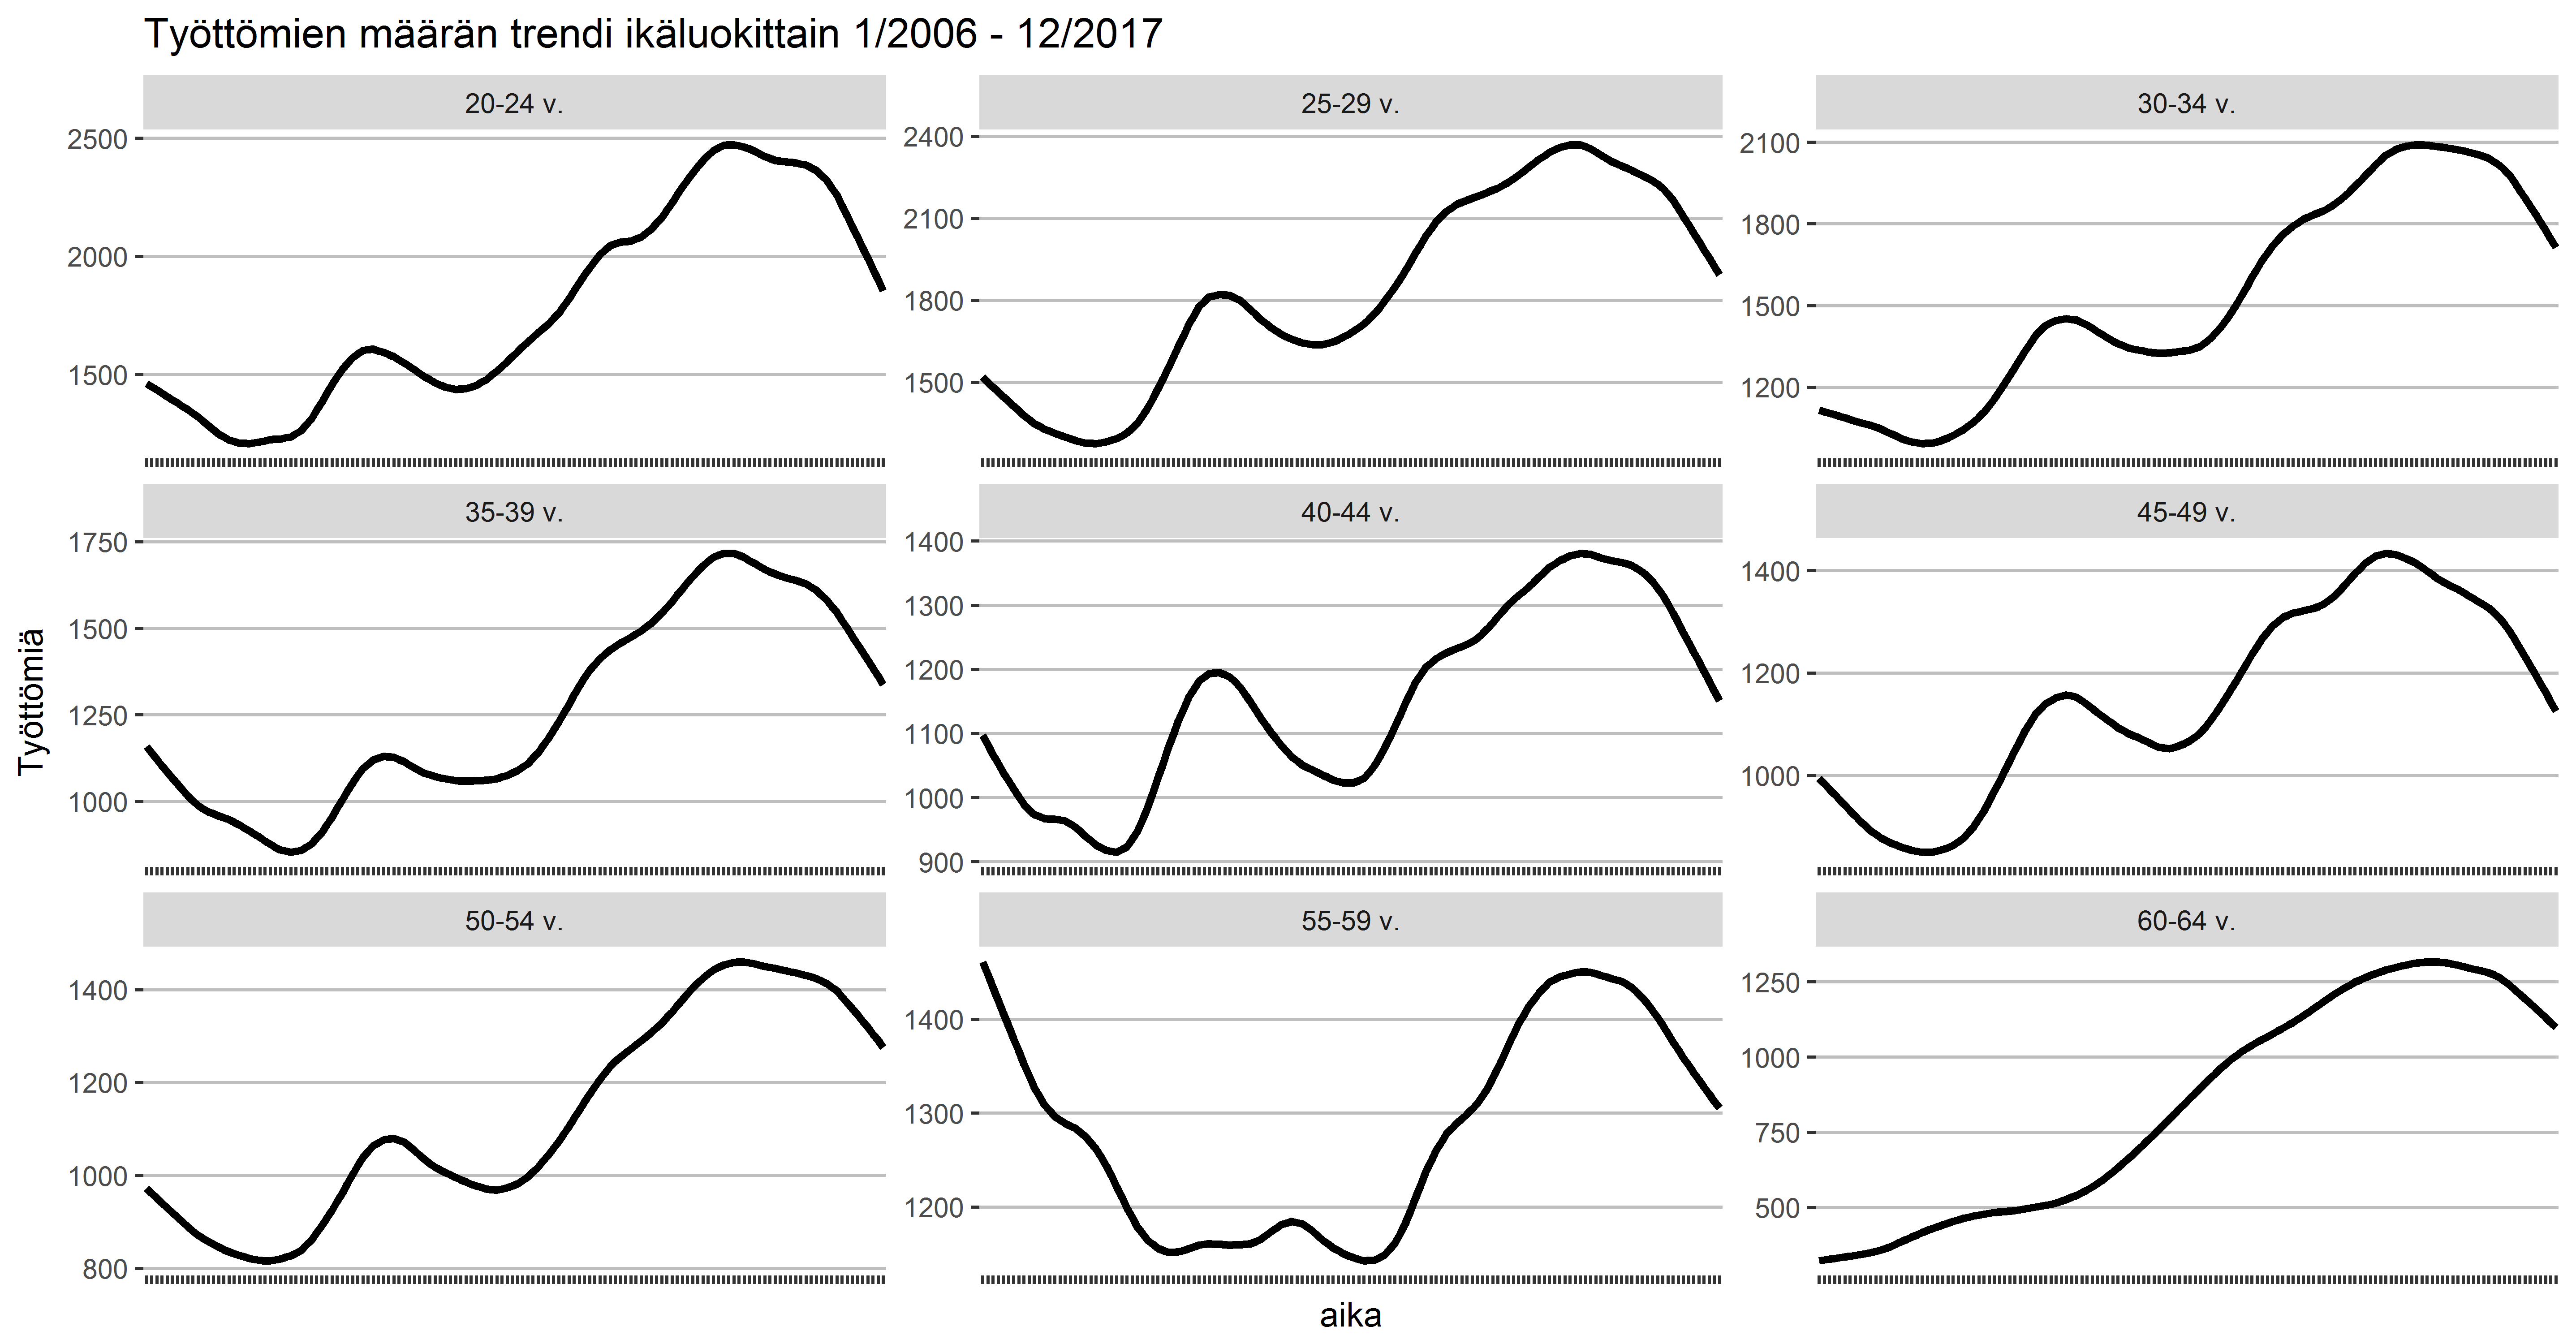 Työttömien määrän trendi ikäluokittain 1/2006 - 12/2017
20-24 v.
25-29 v.
30-34 v.
2500
2000
1500
2400
2100
1800
1500
2100
1800
1500
1200
35-39 v.
40-44 v.
45-49 v.
1750
1500
1250
1000
1400
1300
1200
1100
1000
900
1400
1200
1000
50-54 v.
55-59 v.
60-64 v.
1400
1200
1000
800
1400
1300
1200
1250
1000
750
500
Työttömiä
aika